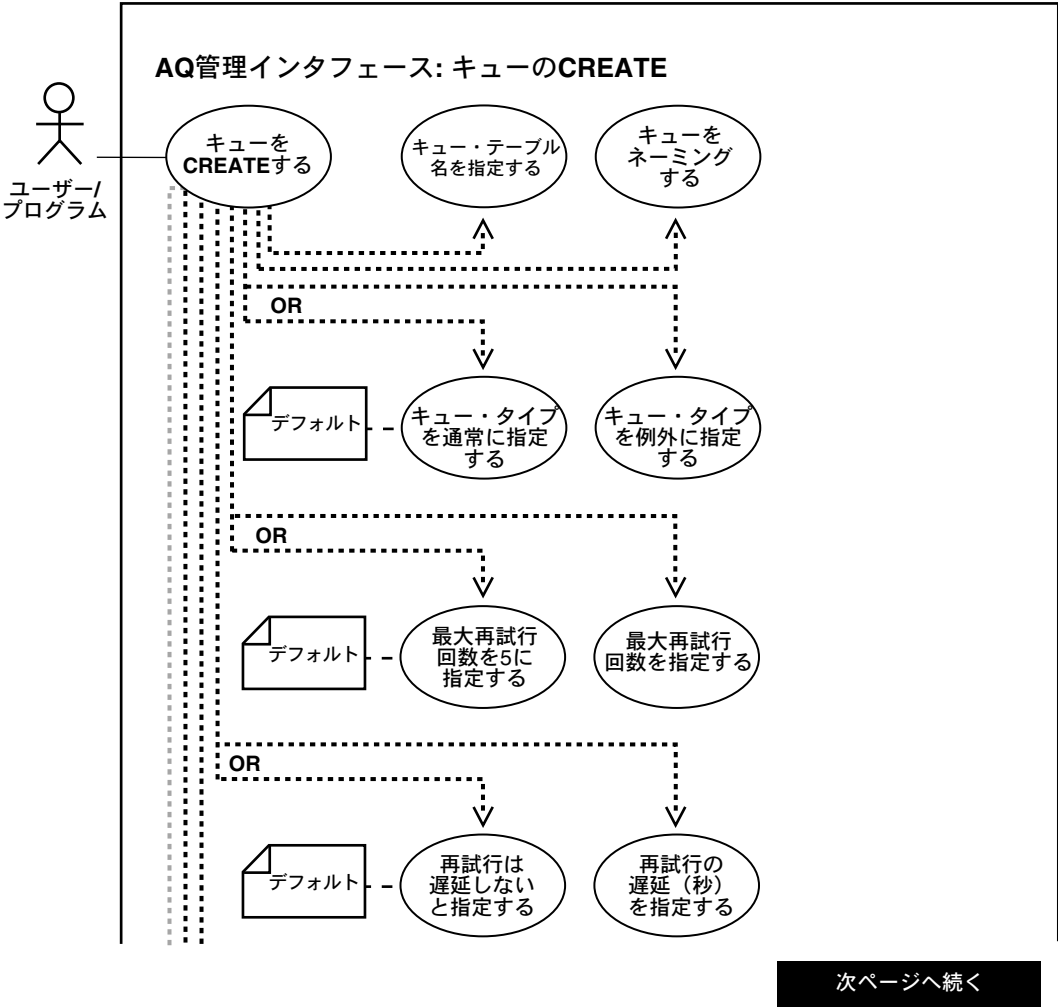 AQ管理インタフェース: キューのCREATE
ユーザー/
プログラム
キューを
CREATEする
キュー・テーブル
名を指定する
キューを
ネーミング
する
OR
デフォルト
キュー・タイプ
を通常に指定
する
キュー・タイプ
を例外に指定
する
OR
デフォルト
最大再試行
回数を5に
指定する
最大再試行
回数を指定する
OR
デフォルト
再試行は
遅延しない
と指定する
再試行の
遅延（秒）
を指定する
次ページへ続く